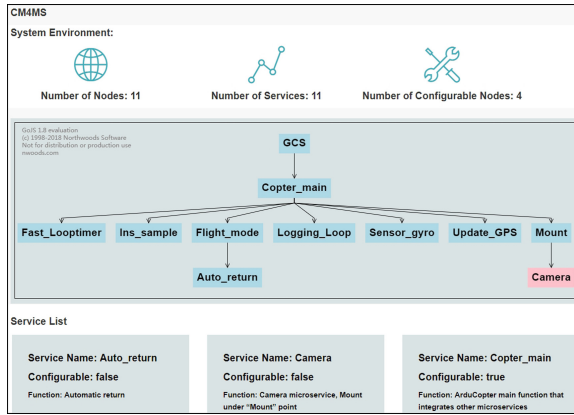 CM4MS
System Environment:
Number of Nodes: 11
Number of Services: 11
Number of Configurable Nodes: 4
GoJS 1.8 evaluation
(c) 1998-2018 Northwoods Software
Not for distribution or production use
nwoods.com
GCS
Copter_main
Fast_Looptimer
Ins_sample
Flight_mode
Logging_Loop
Sensor_gyro
Update_GPS
Mount
Auto_return
Camera
Service List
Service Name: Auto_return
Configurable: false
Function: Automatic return
Service Name: Camera
Configurable: false
Function: Camera microservice, Mount
under “Mount” point
Service Name: Copter_main
Configurable: true
Function: ArduCopter main function that
integrates other microservices